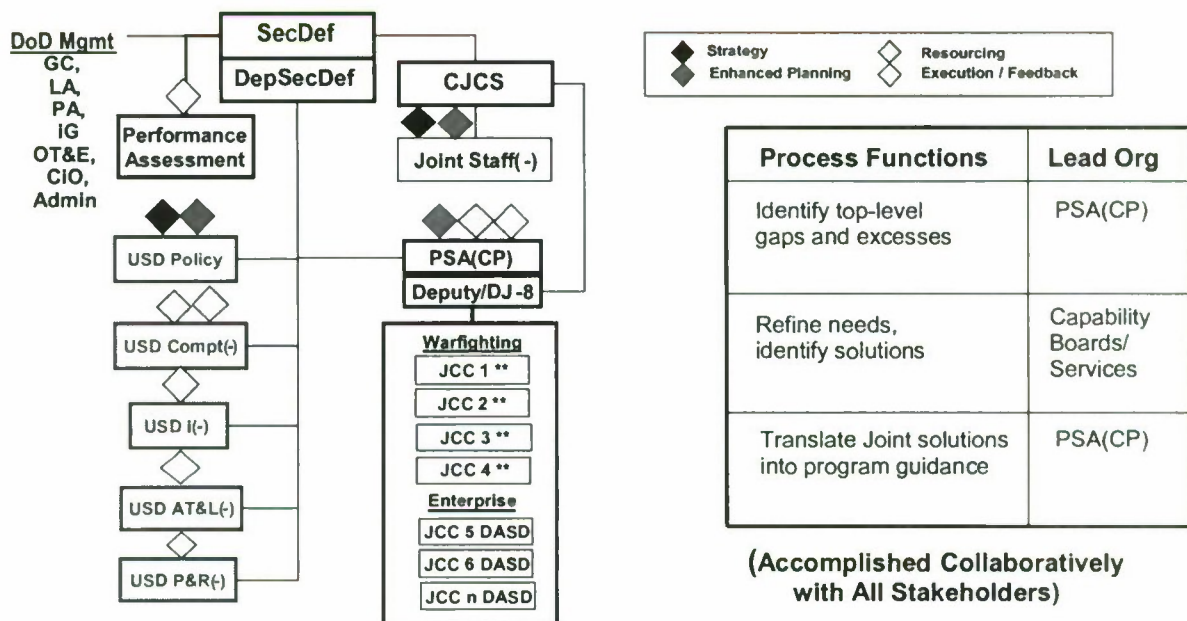 DoD Mgmt
GC,
LA,
PA,
IG
OT&E,
CiO,
Admin
SecDef
DepSecDef
Performance
Assessment
CJCS
Joint Staff(-)
USD Policy
USD Compt(-)
USD I(-)
USD AT&L(-)
USD P&R(-)
PSA(CP)
Deputy/DJ-8
Warfighting
JCC 1 **
JCC 2 **
JCC 3 **
JCC 4 **
Enterprise
JCC 5 DASD
JCC 6 DASD
JCC n DASD
Strategy
Enhanced Planning
Resourcing
Execution / Feedback
Process Functions
Lead Org
Identify top-level
gaps and excesses
PSA(CP)
Refine needs,
identify solutions
Capability
Boards/
Services
Translate Joint solutions
into program guidance
PSA(CP)
(Accomplished Collaboratively
with All Stakeholders)